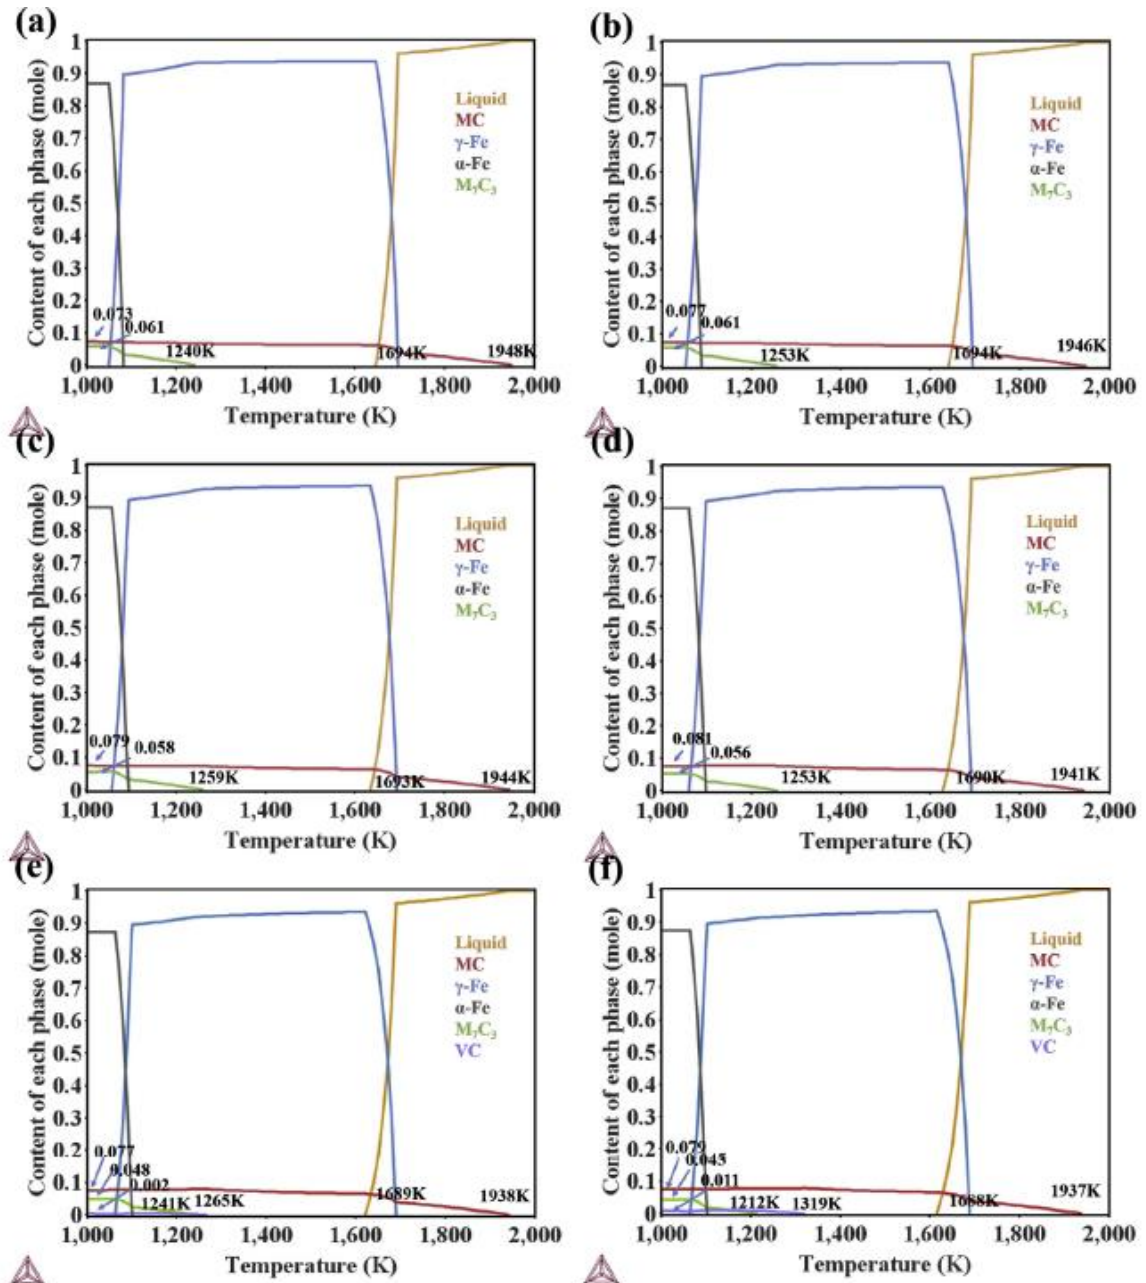 (a)
Content of each phase (mole)
1
0.9
0.8
0.7
0.6
0.5
0.4
0.3
0.2
0.1
0
Liquid
MC
γ-Fe
α-Fe
M₇C₃
0.073
0.061
1240K
1694K
1948K
1,000 1,200 1,400 1,600 1,800 2,000
Temperature (K)
(b)
Content of each phase (mole)
1
0.9
0.8
0.7
0.6
0.5
0.4
0.3
0.2
0.1
0
Liquid
MC
γ-Fe
α-Fe
M₇C₃
0.077
0.061
1253K
1694K
1946K
1,000 1,200 1,400 1,600 1,800 2,000
Temperature (K)
(c)
Content of each phase (mole)
1
0.9
0.8
0.7
0.6
0.5
0.4
0.3
0.2
0.1
0
Liquid
MC
γ-Fe
α-Fe
M₇C₃
0.079
0.058
1259K
1693K
1944K
1,000 1,200 1,400 1,600 1,800 2,000
Temperature (K)
(d)
Content of each phase (mole)
1
0.9
0.8
0.7
0.6
0.5
0.4
0.3
0.2
0.1
0
Liquid
MC
γ-Fe
α-Fe
M₇C₃
0.081
0.056
1253K
1690K
1941K
1,000 1,200 1,400 1,600 1,800 2,000
Temperature (K)
(e)
Content of each phase (mole)
1
0.9
0.8
0.7
0.6
0.5
0.4
0.3
0.2
0.1
0
Liquid
MC
γ-Fe
α-Fe
M₇C₃
VC
0.077
0.048
0.002
1241K
1265K
1689K
1938K
1,000 1,200 1,400 1,600 1,800 2,000
Temperature (K)
(f)
Content of each phase (mole)
1
0.9
0.8
0.7
0.6
0.5
0.4
0.3
0.2
0.1
0
Liquid
MC
γ-Fe
α-Fe
M₇C₃
VC
0.079
0.043
0.011
1212K
1319K
1688K
1937K
1,000 1,200 1,400 1,600 1,800 2,000
Temperature (K)